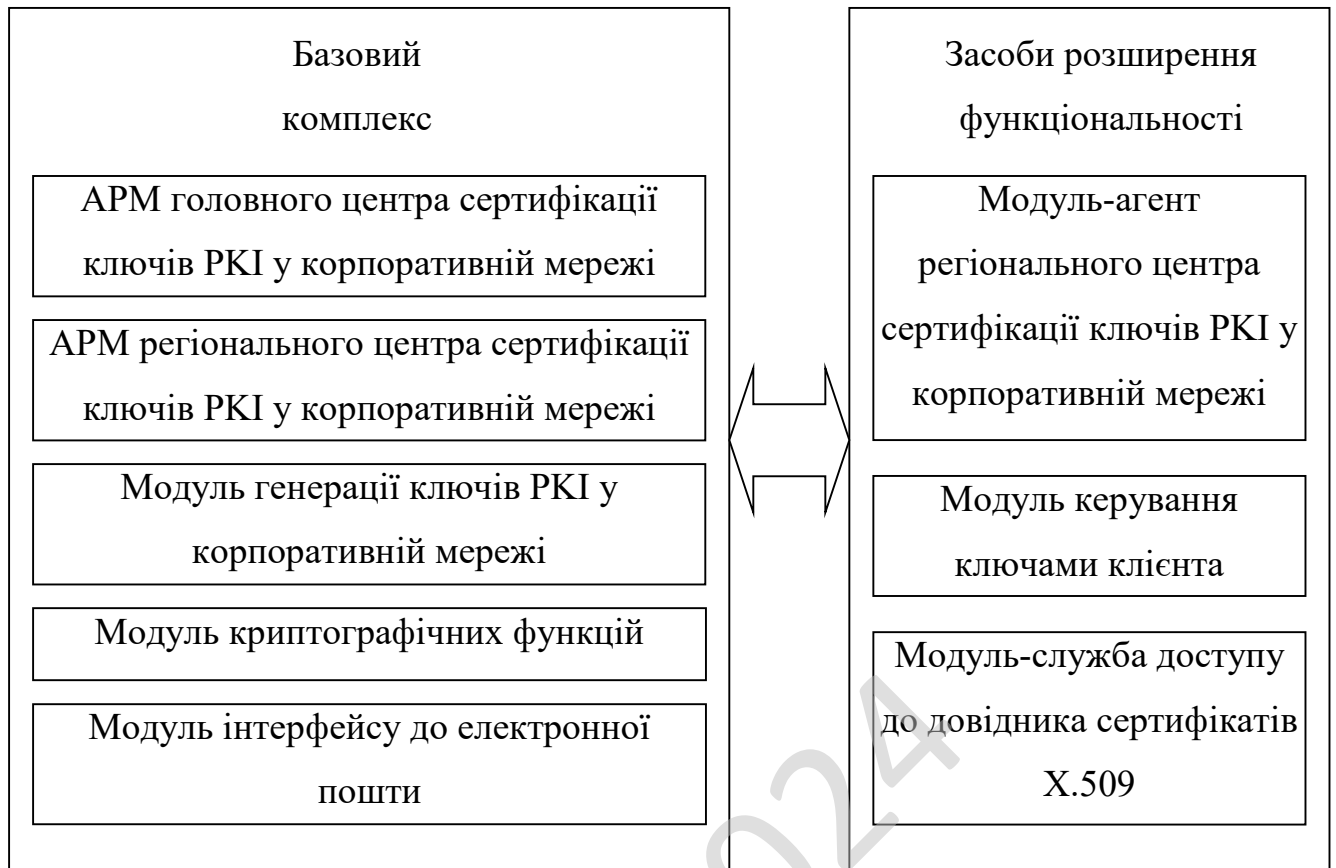 Базовий
комплекс
АРМ головного центра сертифікації
ключів PKI у корпоративній мережі
АРМ регіонального центра сертифікації
ключів PKI у корпоративній мережі
Модуль генерації ключів PKI у
корпоративній мережі
Модуль криптографічних функцій
Модуль інтерфейсу до електронної
пошти
Засоби розширення
функціональності
Модуль-агент
регіонального центра
сертифікації ключів PKI у
корпоративній мережі
Модуль керування
ключами клієнта
Модуль-служба доступу
до довідника сертифікатів
X.509